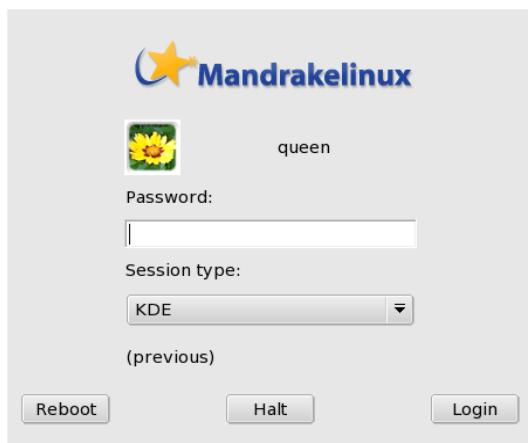 Mandrakelinux
queen
Password:
Session type:
KDE
(previous)
Reboot Halt Login